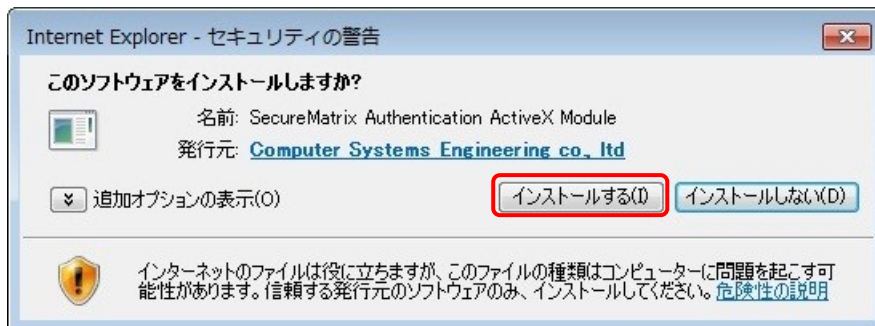 Internet Explorer - セキュリティの警告
このソフトウェアをインストールしますか?
名前: SecureMatrix Authentication ActiveX Module
発行元: Computer Systems Engineering co., ltd
追加オプションの表示(O)
インストールする(I)
インストールしない(D)
インターネットのファイルは役に立ちますが、このファイルの種類はコンピューターに問題を起こす可
能性があります。信頼する発行元のソフトウェアのみ、インストールしてください。危険性の説明